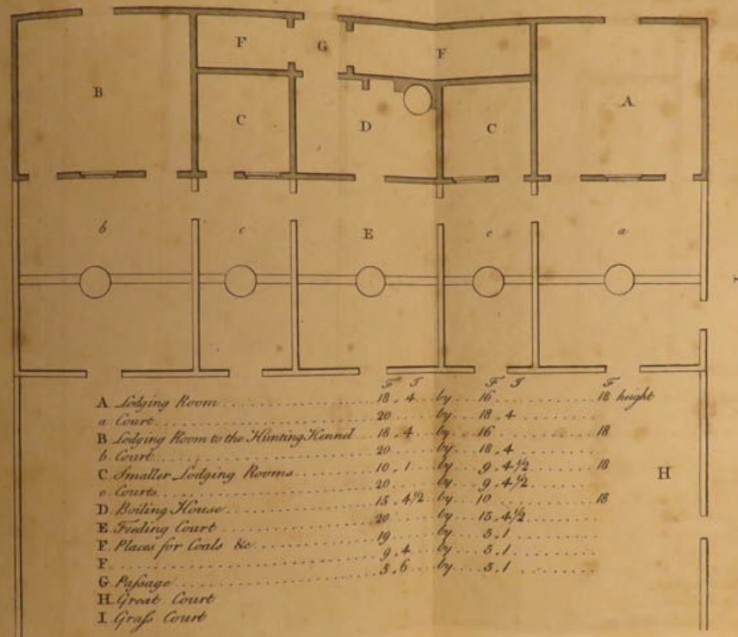 F
G
F
B
A
C
D
C
b
c
E
c
a
F I F I F
A Lodging Room 18 . 4 by 16 18 height
a Court 20 by 18 . 4
B Lodging Room to the Hunting Kennel 18 . 4 by 16 18
b Court 20 by 18 . 4
C Smaller Lodging Rooms 10 . 1 by 9 . 4½ 18
c Courts 20 by 9 . 4½
D Boiling House 15 . 4½ by 10 18
E Feeding Court 20 by 15 . 4½
F Places for Coals &c 19 by 5 . 1
F 9 . 4 by 5 . 1
G Paſsage 5 . 6 by 5 . 1
H Great Court
I Graſs Court
H